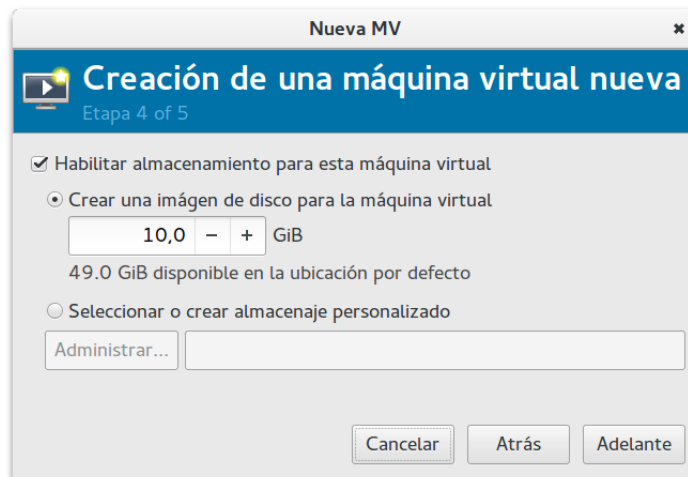 Nueva MV
Creación de una máquina virtual nueva
Etapa 4 of 5
Habilitar almacenamiento para esta máquina virtual
Crear una imágen de disco para la máquina virtual
10,0 − + GiB
49.0 GiB disponible en la ubicación por defecto
Seleccionar o crear almacenaje personalizado
Administrar...
Cancelar Atrás Adelante